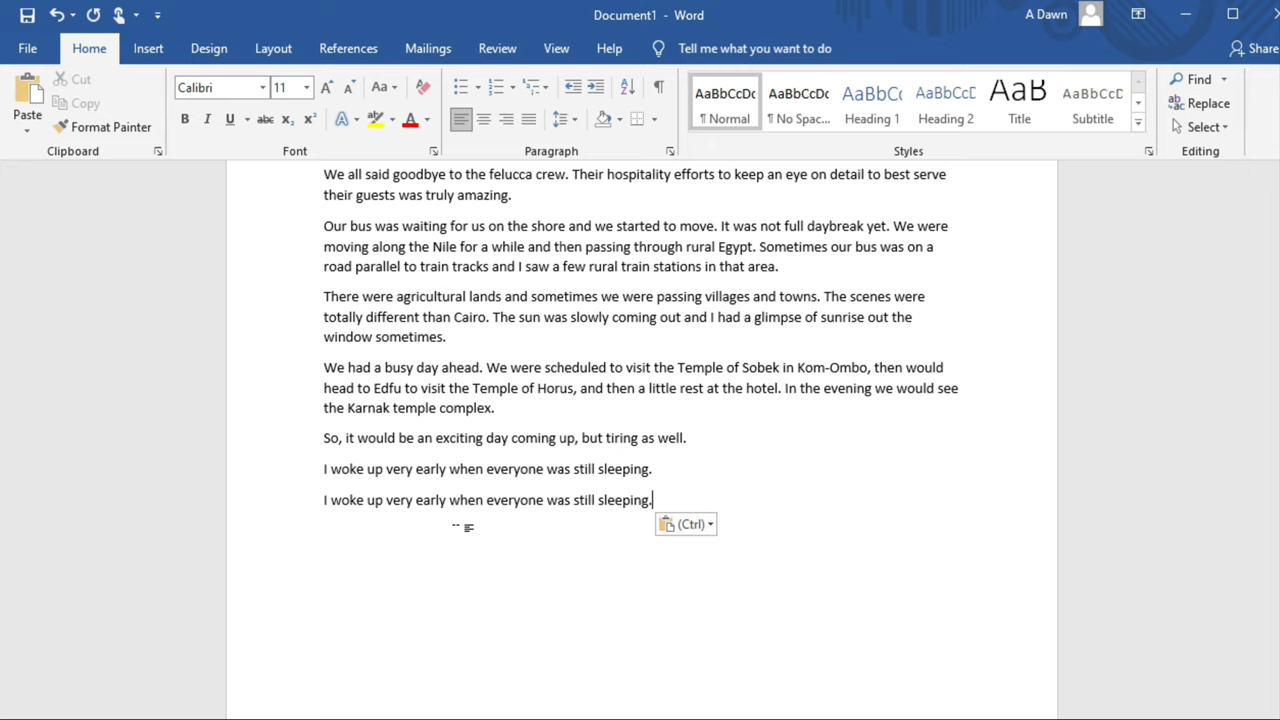 Document1 - Word
A Dawn
File Home Insert Design Layout References Mailings Review View Help Tell me what you want to do Share
Paste
Cut
Copy
Format Painter
Clipboard
Calibri 11 Aa
B I U abc x₂ x² A A
Font
Paragraph
AaBbCcDc AaBbCcDc AaBbCc AaBbCcD AaB AaBbCcD
¶ Normal ¶ No Spac... Heading 1 Heading 2 Title Subtitle
Styles
Find
Replace
Select
Editing
We all said goodbye to the felucca crew. Their hospitality efforts to keep an eye on detail to best serve
their guests was truly amazing.
Our bus was waiting for us on the shore and we started to move. It was not full daybreak yet. We were
moving along the Nile for a while and then passing through rural Egypt. Sometimes our bus was on a
road parallel to train tracks and I saw a few rural train stations in that area.
There were agricultural lands and sometimes we were passing villages and towns. The scenes were
totally different than Cairo. The sun was slowly coming out and I had a glimpse of sunrise out the
window sometimes.
We had a busy day ahead. We were scheduled to visit the Temple of Sobek in Kom-Ombo, then would
head to Edfu to visit the Temple of Horus, and then a little rest at the hotel. In the evening we would see
the Karnak temple complex.
So, it would be an exciting day coming up, but tiring as well.
I woke up very early when everyone was still sleeping.
I woke up very early when everyone was still sleeping.
(Ctrl)